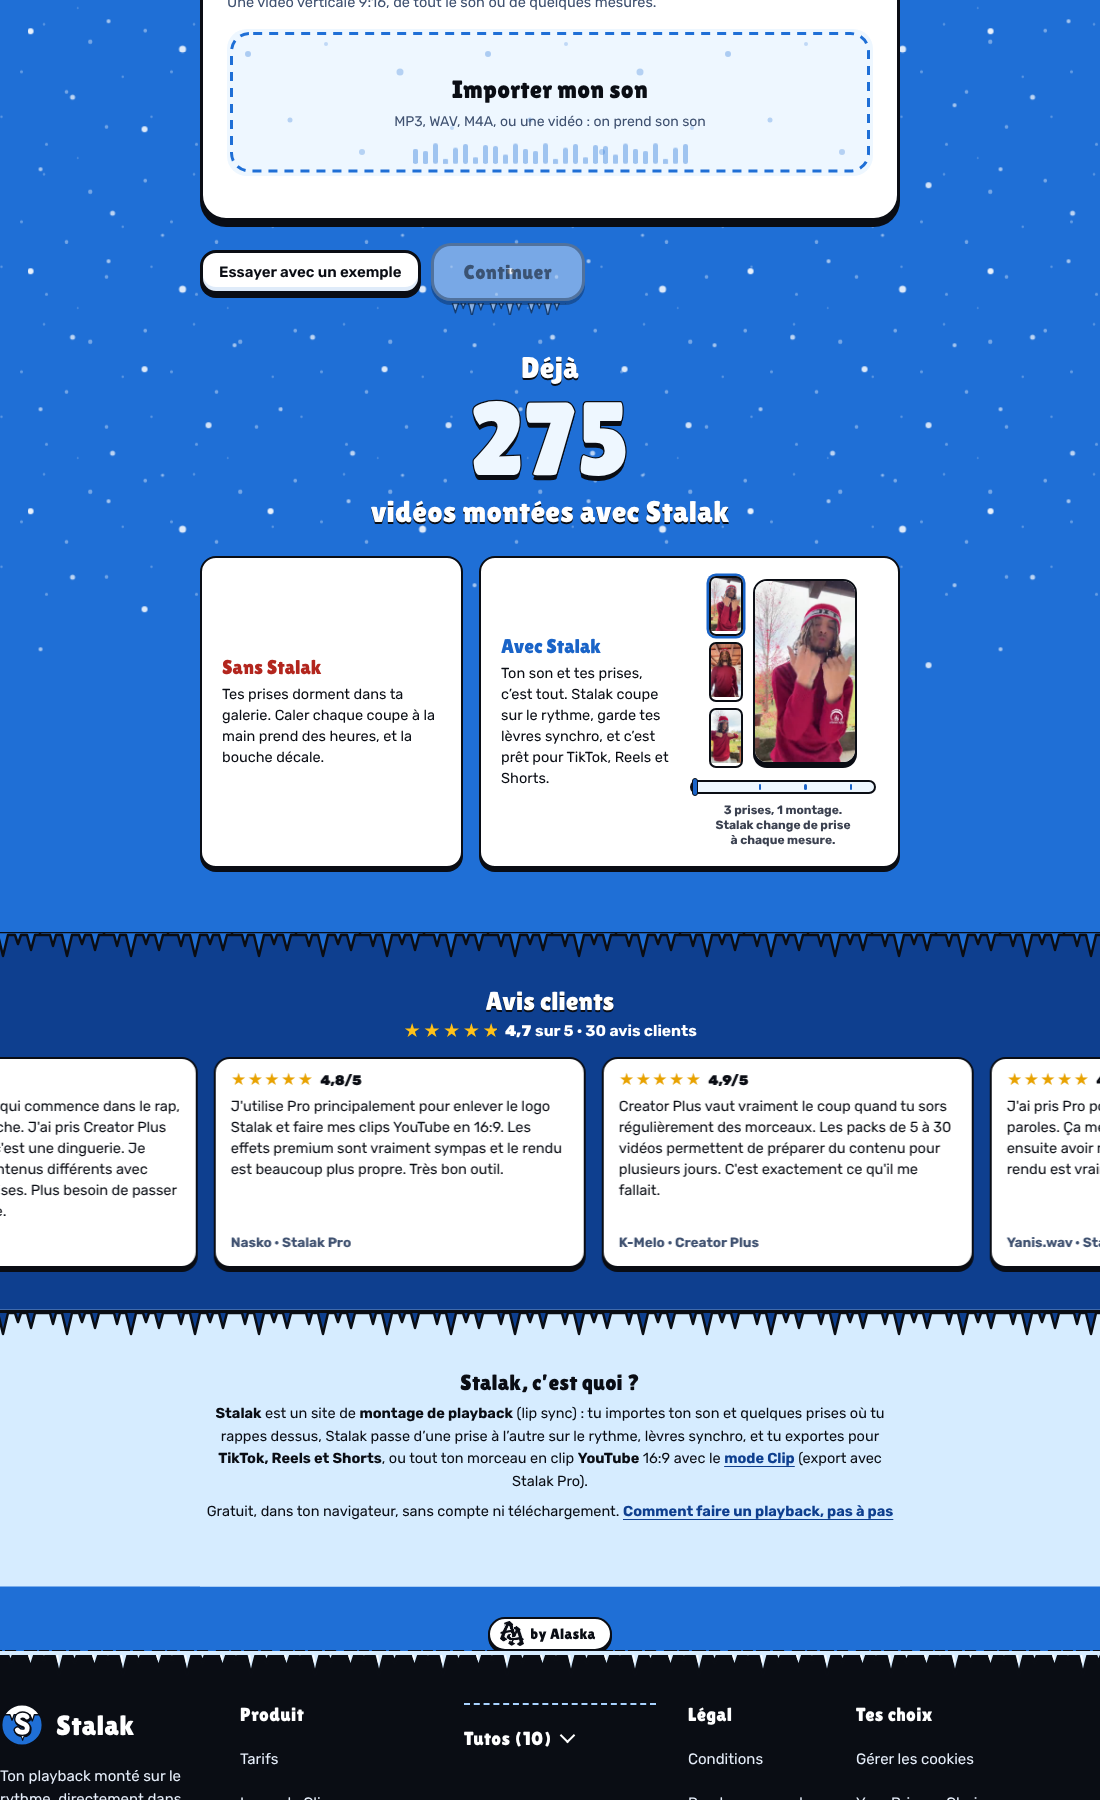 Une vidéo verticale 9:16, de tout le son ou de quelques mesures.
Importer mon son
MP3, WAV, M4A, ou une vidéo : on prend son son
Essayer avec un exemple
Continuer
Déjà
275
vidéos montées avec Stalak
Sans Stalak
Tes prises dorment dans ta
galerie. Caler chaque coupe à la
main prend des heures, et la
bouche décale.
Avec Stalak
Ton son et tes prises,
c’est tout. Stalak coupe
sur le rythme, garde tes
lèvres synchro, et c’est
prêt pour TikTok, Reels et
Shorts.
3 prises, 1 montage.
Stalak change de prise
à chaque mesure.
Avis clients
★★★★★ 4,7 sur 5 • 30 avis clients
qui commence dans le rap,
che. J'ai pris Creator Plus
c'est une dinguerie. Je
ntenus différents avec
ses. Plus besoin de passer
e.
★★★★★ 4,8/5
J'utilise Pro principalement pour enlever le logo
Stalak et faire mes clips YouTube en 16:9. Les
effets premium sont vraiment sympas et le rendu
est beaucoup plus propre. Très bon outil.
Nasko • Stalak Pro
★★★★★ 4,9/5
Creator Plus vaut vraiment le coup quand tu sors
régulièrement des morceaux. Les packs de 5 à 30
vidéos permettent de préparer du contenu pour
plusieurs jours. C'est exactement ce qu'il me
fallait.
K-Melo • Creator Plus
★★★★★
J'ai pris Pro po
paroles. Ça me
ensuite avoir
rendu est vrai
Yanis.wav • Sta
Stalak, c’est quoi ?
Stalak est un site de montage de playback (lip sync) : tu importes ton son et quelques prises où tu
rappes dessus, Stalak passe d’une prise à l’autre sur le rythme, lèvres synchro, et tu exportes pour
TikTok, Reels et Shorts, ou tout ton morceau en clip YouTube 16:9 avec le mode Clip (export avec
Stalak Pro).
Gratuit, dans ton navigateur, sans compte ni téléchargement. Comment faire un playback, pas à pas
by Alaska
Stalak
Ton playback monté sur le
rythme, directement dans
Produit
Tarifs
Tutos (10)
Légal
Conditions
Tes choix
Gérer les cookies